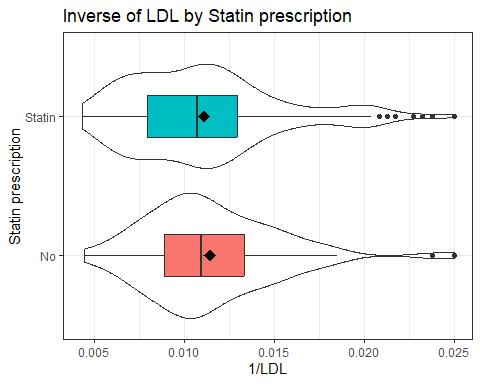 Inverse of LDL by Statin prescription
Statin prescription
Statin
No
0.005 0.010 0.015 0.020 0.025
1/LDL